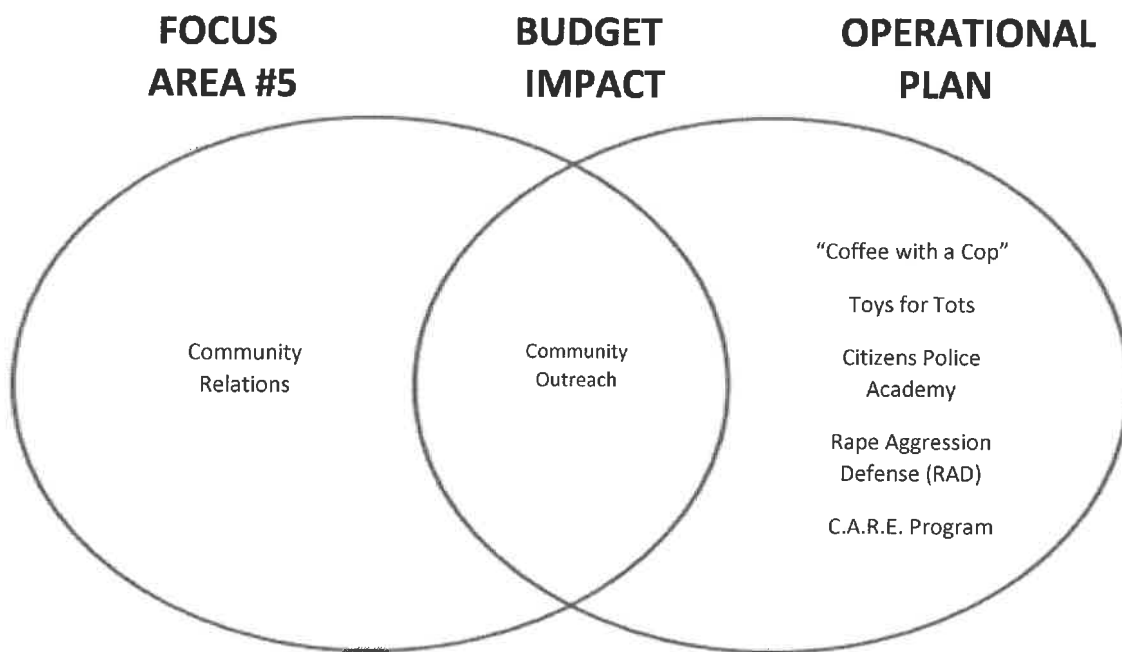 FOCUS
AREA #5
BUDGET
IMPACT
OPERATIONAL
PLAN
Community
Relations
Community
Outreach
“Coffee with a Cop”
Toys for Tots
Citizens Police
Academy
Rape Aggression
Defense (RAD)
C.A.R.E. Program